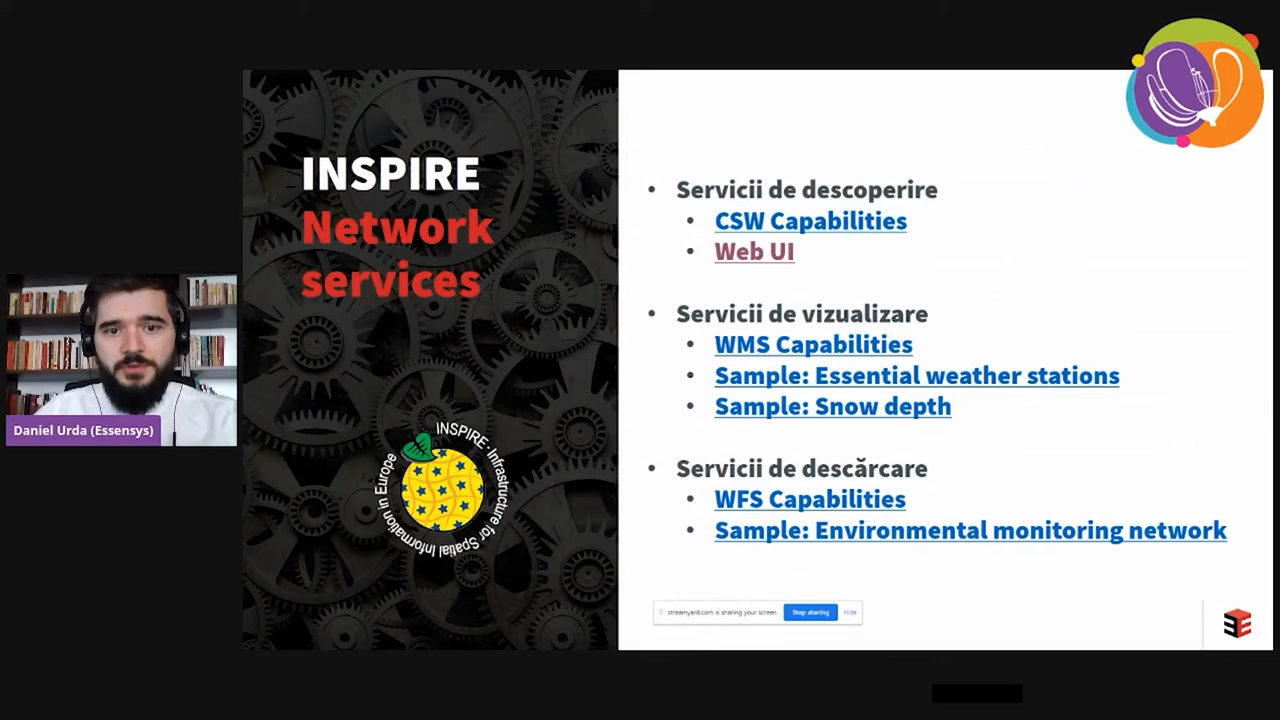 INSPIRE
Network
services
INSPIRE · Infrastructure for Spatial Information in Europe
Daniel Urda (Essensys)
• Servicii de descoperire
• CSW Capabilities
• Web UI
• Servicii de vizualizare
• WMS Capabilities
• Sample: Essential weather stations
• Sample: Snow depth
• Servicii de descărcare
• WFS Capabilities
• Sample: Environmental monitoring network
streamyard.com is sharing your screen. Stop sharing Hide